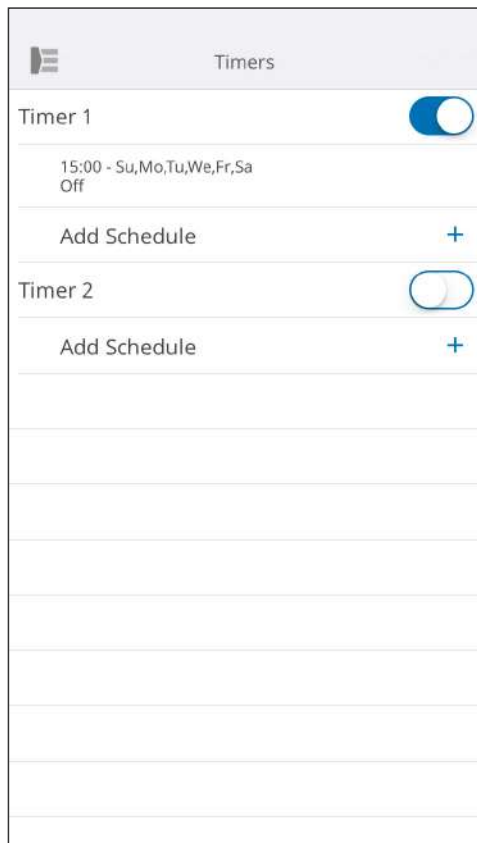 Timers
Timer 1
15:00 - Su,Mo,Tu,We,Fr,Sa
Off
Add Schedule +
Timer 2
Add Schedule +